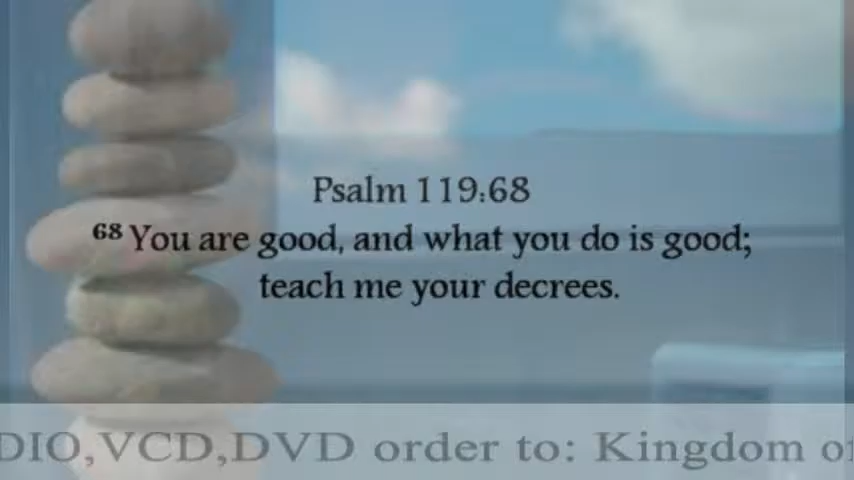 Psalm 119:68
68 You are good, and what you do is good;
teach me your decrees.
DIO,VCD,DVD order to: Kingdom of